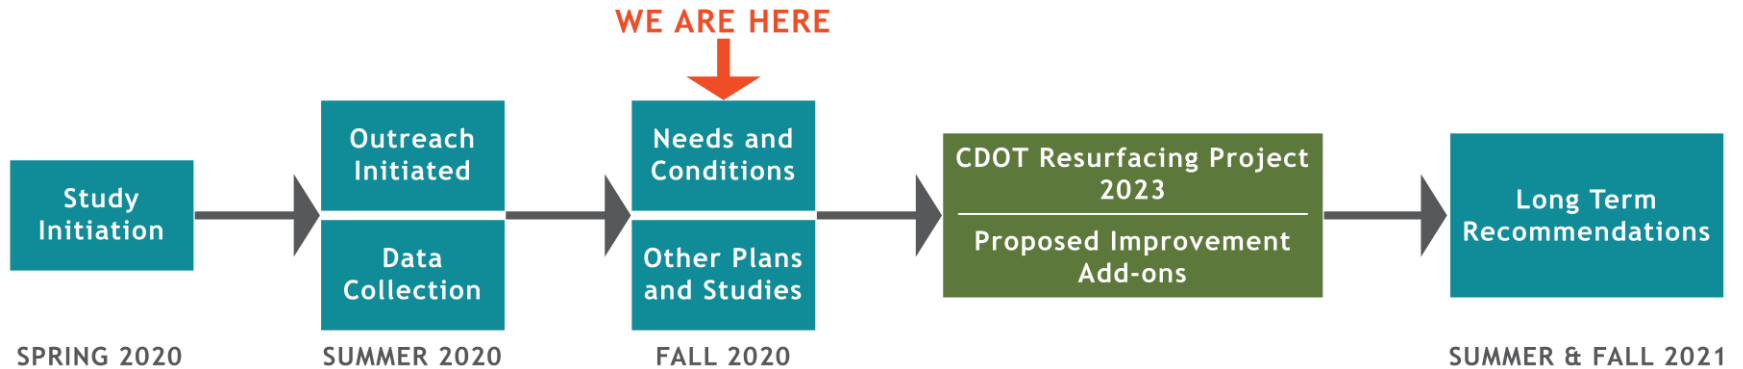 WE ARE HERE
Study
Initiation
Outreach
Initiated
Data
Collection
Needs and
Conditions
Other Plans
and Studies
CDOT Resurfacing Project
2023
Proposed Improvement
Add-ons
Long Term
Recommendations
SPRING 2020
SUMMER 2020
FALL 2020
SUMMER & FALL 2021